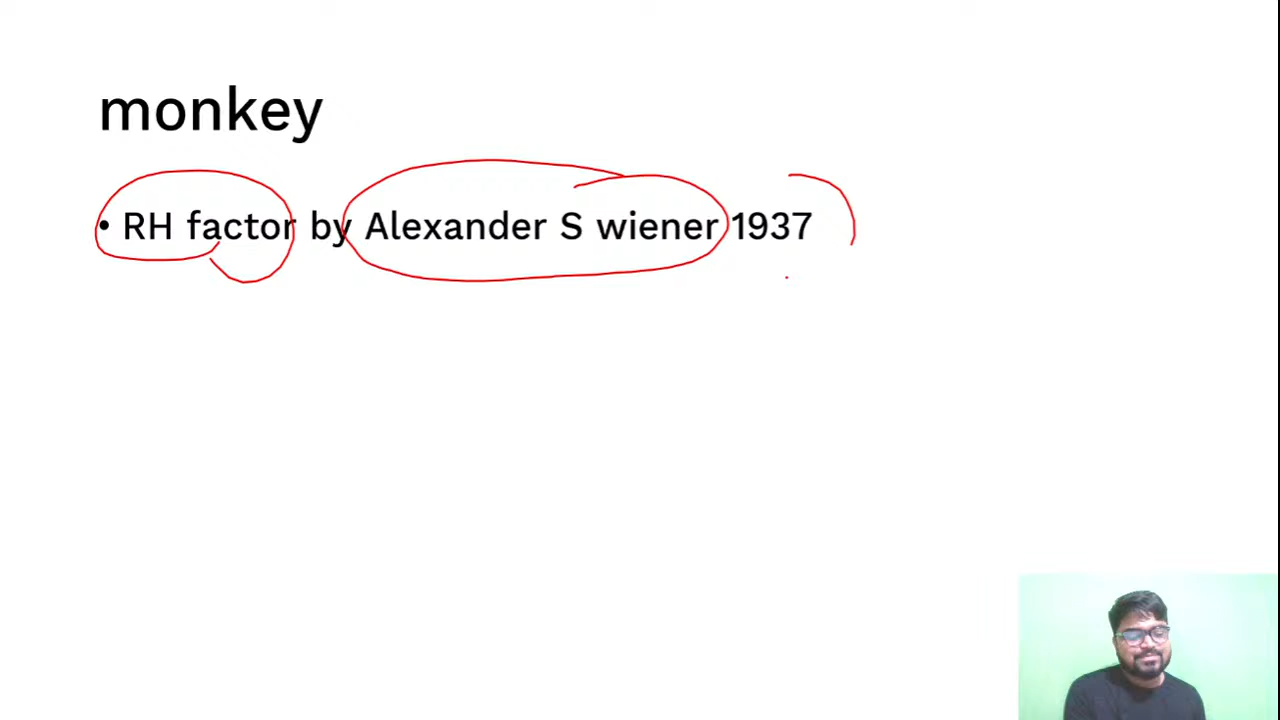 monkey
• RH factor by Alexander S wiener 1937